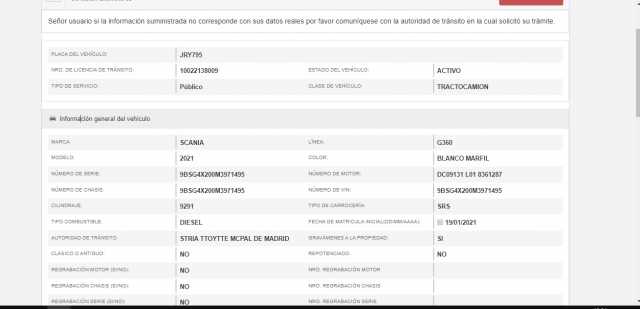 Señor usuario si la información suministrada no corresponde con sus datos reales por favor comuníquese con la autoridad de tránsito en la cual solicitó su trámite.
PLACA DEL VEHÍCULO: JRY795
NRO. DE LICENCIA DE TRÁNSITO: 10022138009 ESTADO DEL VEHÍCULO: ACTIVO
TIPO DE SERVICIO: Público CLASE DE VEHÍCULO: TRACTOCAMION
Información general del vehículo
MARCA: SCANIA LÍNEA: G360
MODELO: 2021 COLOR: BLANCO MARFIL
NÚMERO DE SERIE: 9BSG4X200M3971495 NÚMERO DE MOTOR: DC09131 L01 8361287
NÚMERO DE CHASIS: 9BSG4X200M3971495 NÚMERO DE VIN: 9BSG4X200M3971495
CILINDRAJE: 9291 TIPO DE CARROCERÍA: SRS
TIPO COMBUSTIBLE: DIESEL FECHA DE MATRICULA INICIAL(DD/MM/AAAA): 19/01/2021
AUTORIDAD DE TRÁNSITO: STRIA TTOYTTE MCPAL DE MADRID GRAVÁMENES A LA PROPIEDAD: SI
CLÁSICO O ANTIGUO: NO REPOTENCIADO: NO
REGRABACIÓN MOTOR (SI/NO): NO NRO. REGRABACIÓN MOTOR
REGRABACIÓN CHASIS (SI/NO): NO NRO. REGRABACIÓN CHASIS
REGRABACIÓN SERIE (SI/NO): NO NRO. REGRABACIÓN SERIE